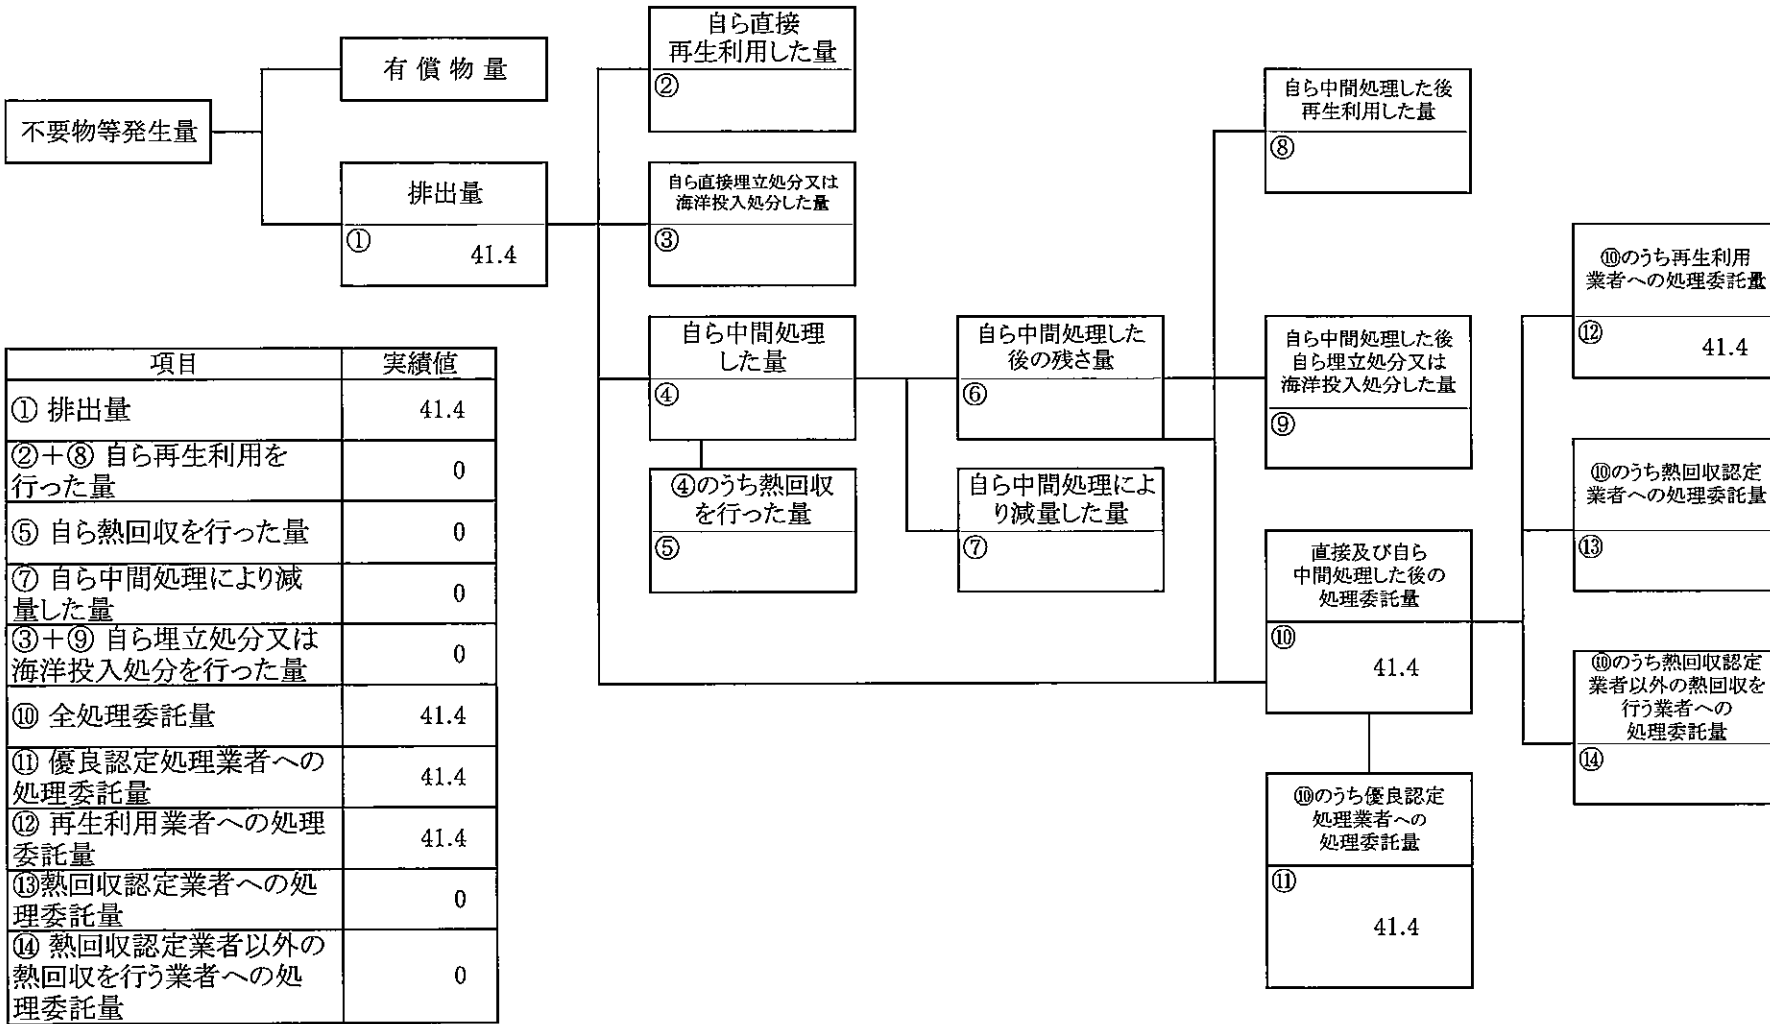 不要物等発生量
有償物量
排出量
①
41.4
自ら直接
再生利用した量
②
自ら直接埋立処分又は
海洋投入処分した量
③
自ら中間処理
した量
④
④のうち熱回収
を行った量
⑤
自ら中間処理した
後の残さ量
⑥
自ら中間処理によ
り減量した量
⑦
自ら中間処理した後
再生利用した量
⑧
自ら中間処理した後
自ら埋立処分又は
海洋投入処分した量
⑨
直接及び自ら
中間処理した後の
処理委託量
⑩
41.4
⑩のうち優良認定
処理業者への
処理委託量
⑪
41.4
⑩のうち再生利用
業者への処理委託量
⑫
41.4
⑩のうち熱回収認定
業者への処理委託量
⑬
⑩のうち熱回収認定
業者以外の熱回収を
行う業者への
処理委託量
⑭
項目 実績値
① 排出量 41.4
②+⑧ 自ら再生利用を
行った量 0
⑤ 自ら熱回収を行った量 0
⑦ 自ら中間処理により減
量した量 0
③+⑨ 自ら埋立処分又は
海洋投入処分を行った量 0
⑩ 全処理委託量 41.4
⑪ 優良認定処理業者への
処理委託量 41.4
⑫ 再生利用業者への処理
委託量 41.4
⑬熱回収認定業者への処
理委託量 0
⑭ 熱回収認定業者以外の
熱回収を行う業者への処
理委託量 0